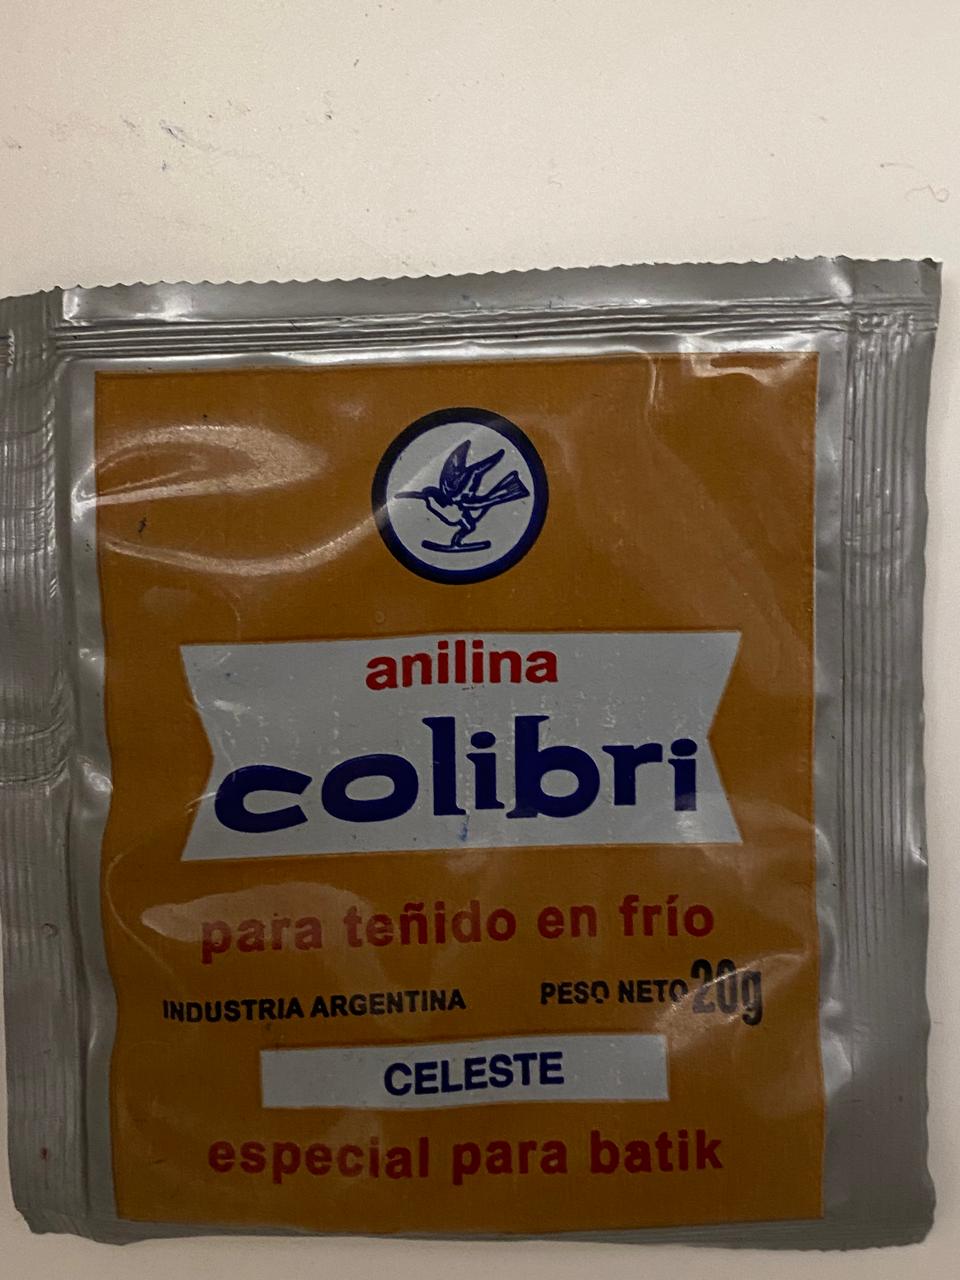 anilina
colibri
para teñido en frío
INDUSTRIA ARGENTINA PESO NETO 20g
CELESTE
especial para batik